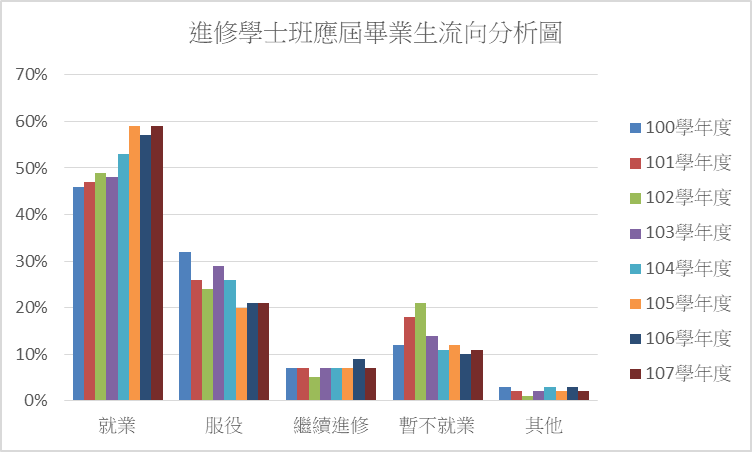 進修學士班應屆畢業生流向分析圖
70%
60%
50%
40%
30%
20%
10%
0%
就業 服役 繼續進修 暫不就業 其他
100學年度
101學年度
102學年度
103學年度
104學年度
105學年度
106學年度
107學年度